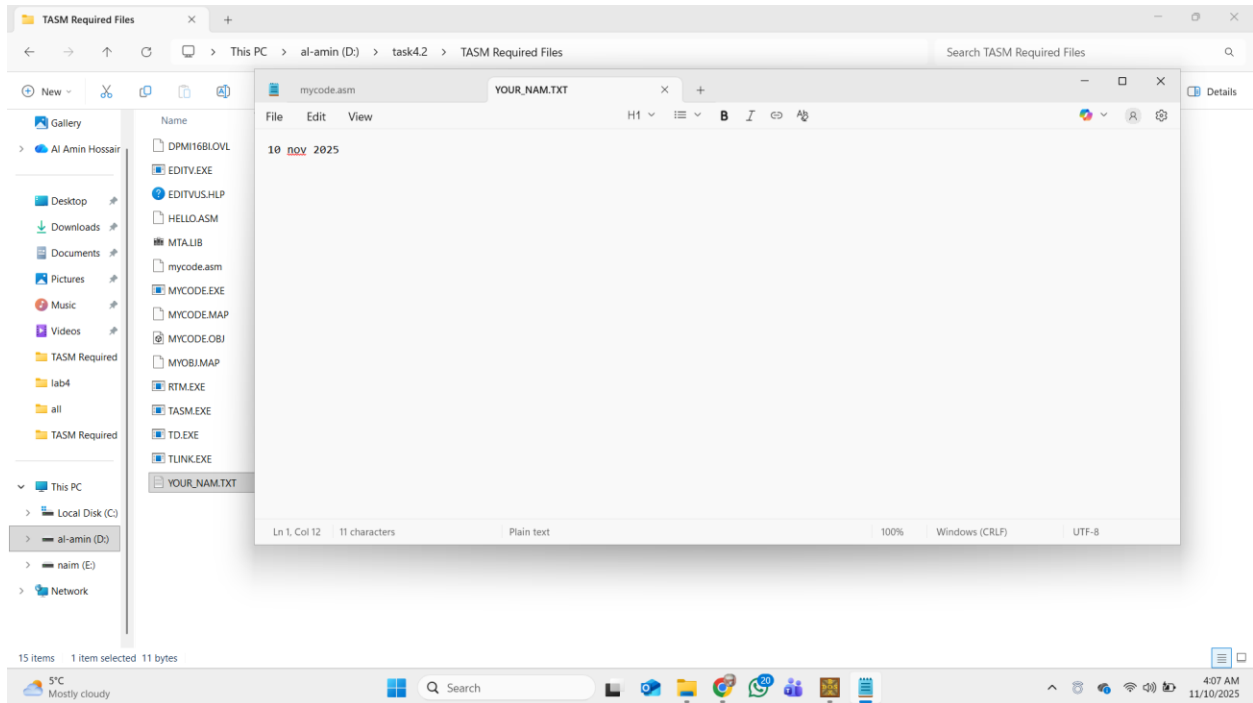 TASM Required Files
This PC > al-amin (D:) > task4.2 > TASM Required Files
Search TASM Required Files
New
Details
mycode.asm
YOUR_NAM.TXT
File Edit View
H1
B I
10 nov 2025
Gallery
Al Amin Hossair
Desktop
Downloads
Documents
Pictures
Music
Videos
TASM Required
lab4
all
TASM Required
This PC
Local Disk (C:)
al-amin (D:)
naim (E:)
Network
Name
DPMI16BI.OVL
EDITV.EXE
EDITVUS.HLP
HELLO.ASM
MTA.LIB
mycode.asm
MYCODE.EXE
MYCODE.MAP
MYCODE.OBJ
MYOBJ.MAP
RTM.EXE
TASM.EXE
TD.EXE
TLINK.EXE
YOUR_NAM.TXT
Ln 1, Col 12 11 characters Plain text 100% Windows (CRLF) UTF-8
15 items 1 item selected 11 bytes
5°C
Mostly cloudy
Search
20
4:07 AM
11/10/2025